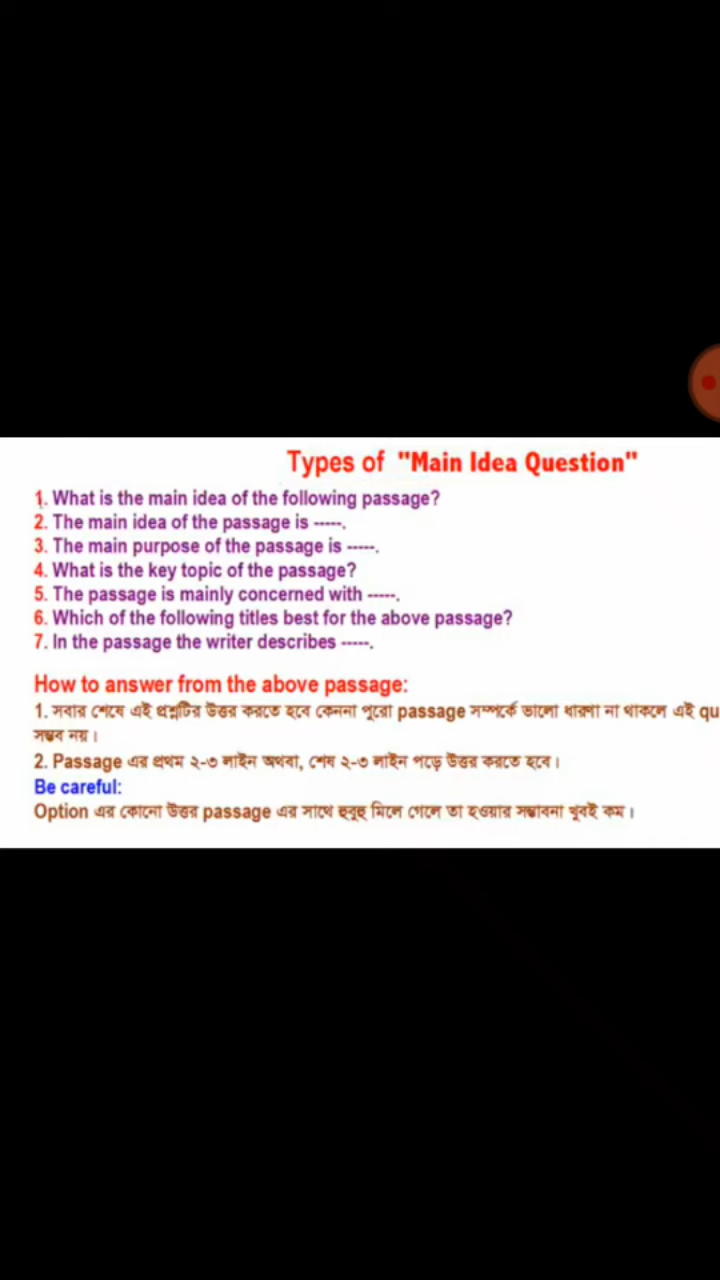 Types of "Main Idea Question"
1. What is the main idea of the following passage?
2. The main idea of the passage is -----.
3. The main purpose of the passage is -----.
4. What is the key topic of the passage?
5. The passage is mainly concerned with -----.
6. Which of the following titles best for the above passage?
7. In the passage the writer describes -----.
How to answer from the above passage:
1. সবার শেষে এই প্রশ্নটির উত্তর করতে হবে কেননা পুরো passage সম্পর্কে ভালো ধারণা না থাকলে এই qu
সম্ভব নয়।
2. Passage এর প্রথম ২-৩ লাইন অথবা, শেষ ২-৩ লাইন পড়ে উত্তর করতে হবে।
Be careful:
Option এর কোনো উত্তর passage এর সাথে হুবুহু মিলে গেলে তা হওয়ার সম্ভাবনা খুবই কম।